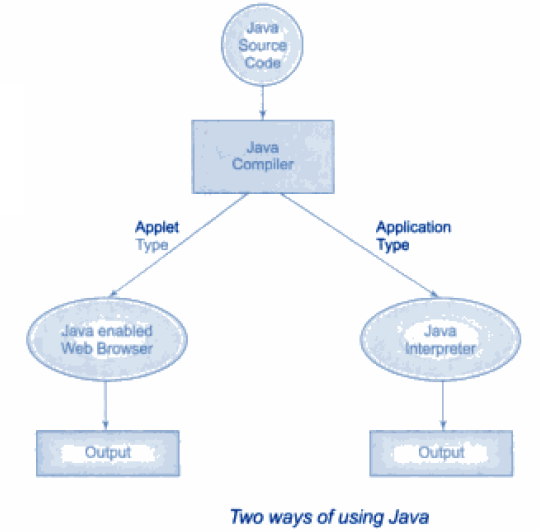 Java
Source
Code
Java
Compiler
Applet
Type
Application
Type
Java enabled
Web Browser
Java
Interpreter
Output
Output
Two ways of using Java